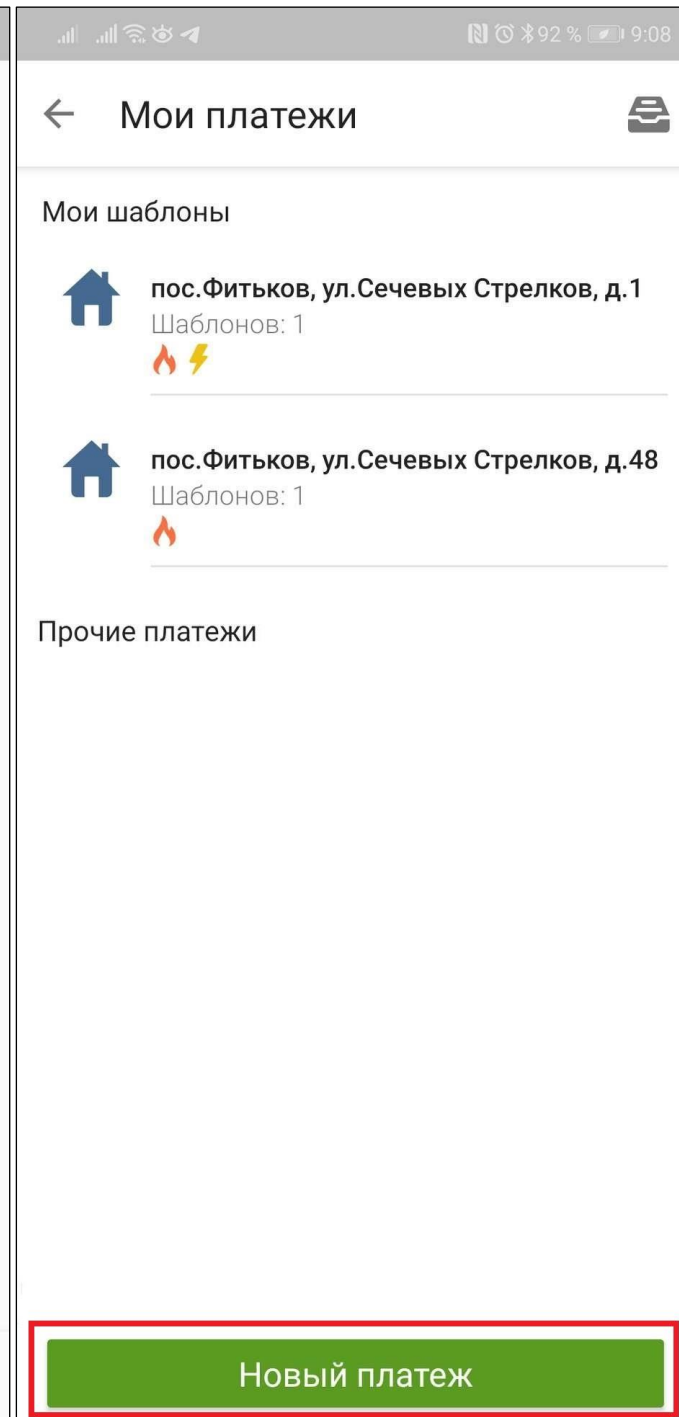 92 % 9:08
Мои платежи
Мои шаблоны
пос.Фитьков, ул.Сечевых Стрелков, д.1
Шаблонов: 1
пос.Фитьков, ул.Сечевых Стрелков, д.48
Шаблонов: 1
Прочие платежи
Новый платеж